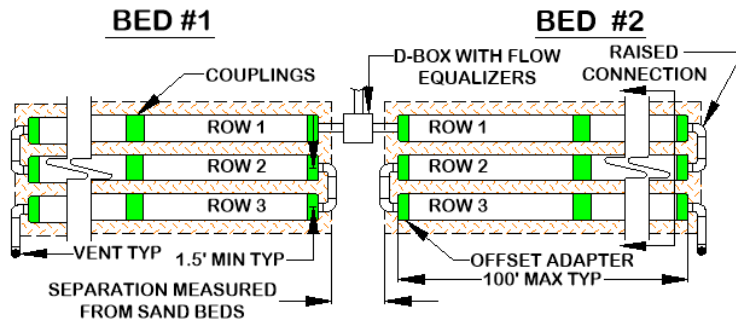 BED #1
BED #2
COUPLINGS
D-BOX WITH FLOW
EQUALIZERS
RAISED
CONNECTION
ROW 1
ROW 1
ROW 2
ROW 2
ROW 3
ROW 3
VENT TYP
1.5' MIN TYP
OFFSET ADAPTER
100' MAX TYP
SEPARATION MEASURED
FROM SAND BEDS